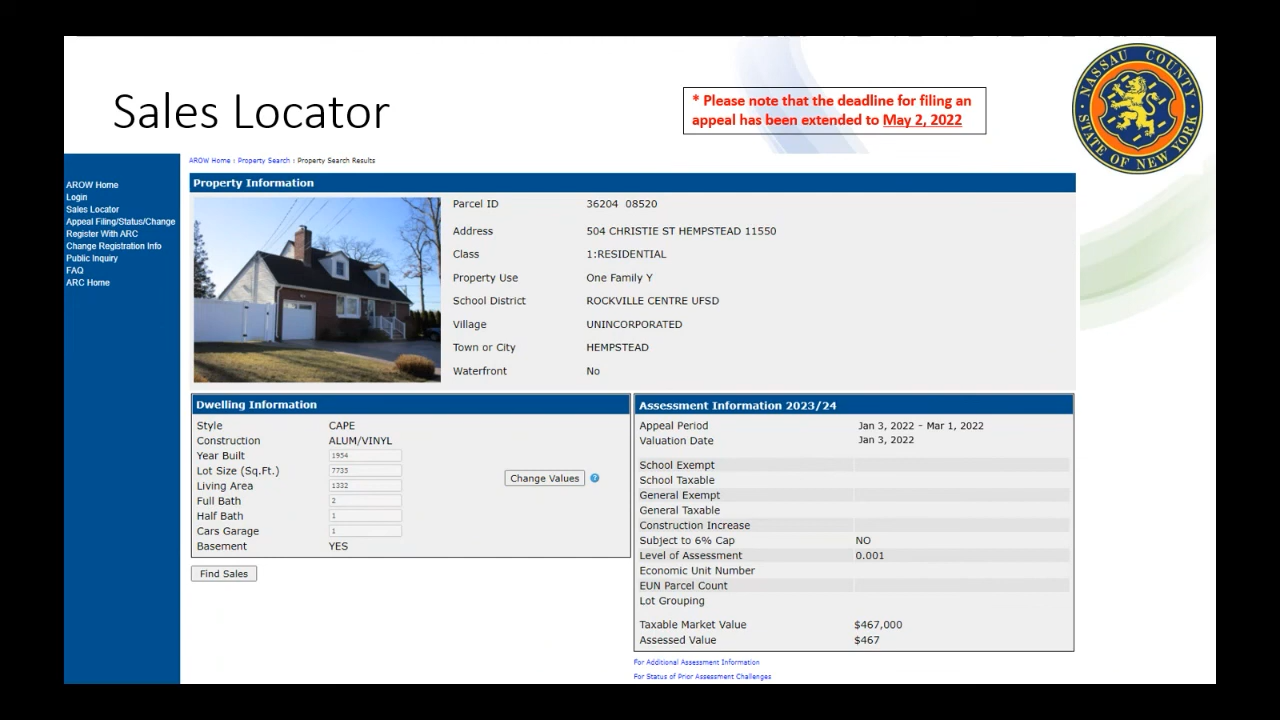 Sales Locator
* Please note that the deadline for filing an
appeal has been extended to May 2, 2022
NASSAU COUNTY
STATE OF NEW YORK
AROW Home : Property Search : Property Search Results
AROW Home
Login
Sales Locator
Appeal Filing/Status/Change
Register With ARC
Change Registration Info
Public Inquiry
FAQ
ARC Home
Property Information
Parcel ID 36204 08520
Address 504 CHRISTIE ST HEMPSTEAD 11550
Class 1:RESIDENTIAL
Property Use One Family Y
School District ROCKVILLE CENTRE UFSD
Village UNINCORPORATED
Town or City HEMPSTEAD
Waterfront No
Dwelling Information
Style CAPE
Construction ALUM/VINYL
Year Built 1954
Lot Size (Sq.Ft.) 7735
Living Area 1332
Full Bath 2
Half Bath 1
Cars Garage 1
Basement YES
Change Values ?
Find Sales
Assessment Information 2023/24
Appeal Period Jan 3, 2022 - Mar 1, 2022
Valuation Date Jan 3, 2022
School Exempt
School Taxable
General Exempt
General Taxable
Construction Increase
Subject to 6% Cap NO
Level of Assessment 0.001
Economic Unit Number
EUN Parcel Count
Lot Grouping
Taxable Market Value $467,000
Assessed Value $467
For Additional Assessment Information
For Status of Prior Assessment Challenges